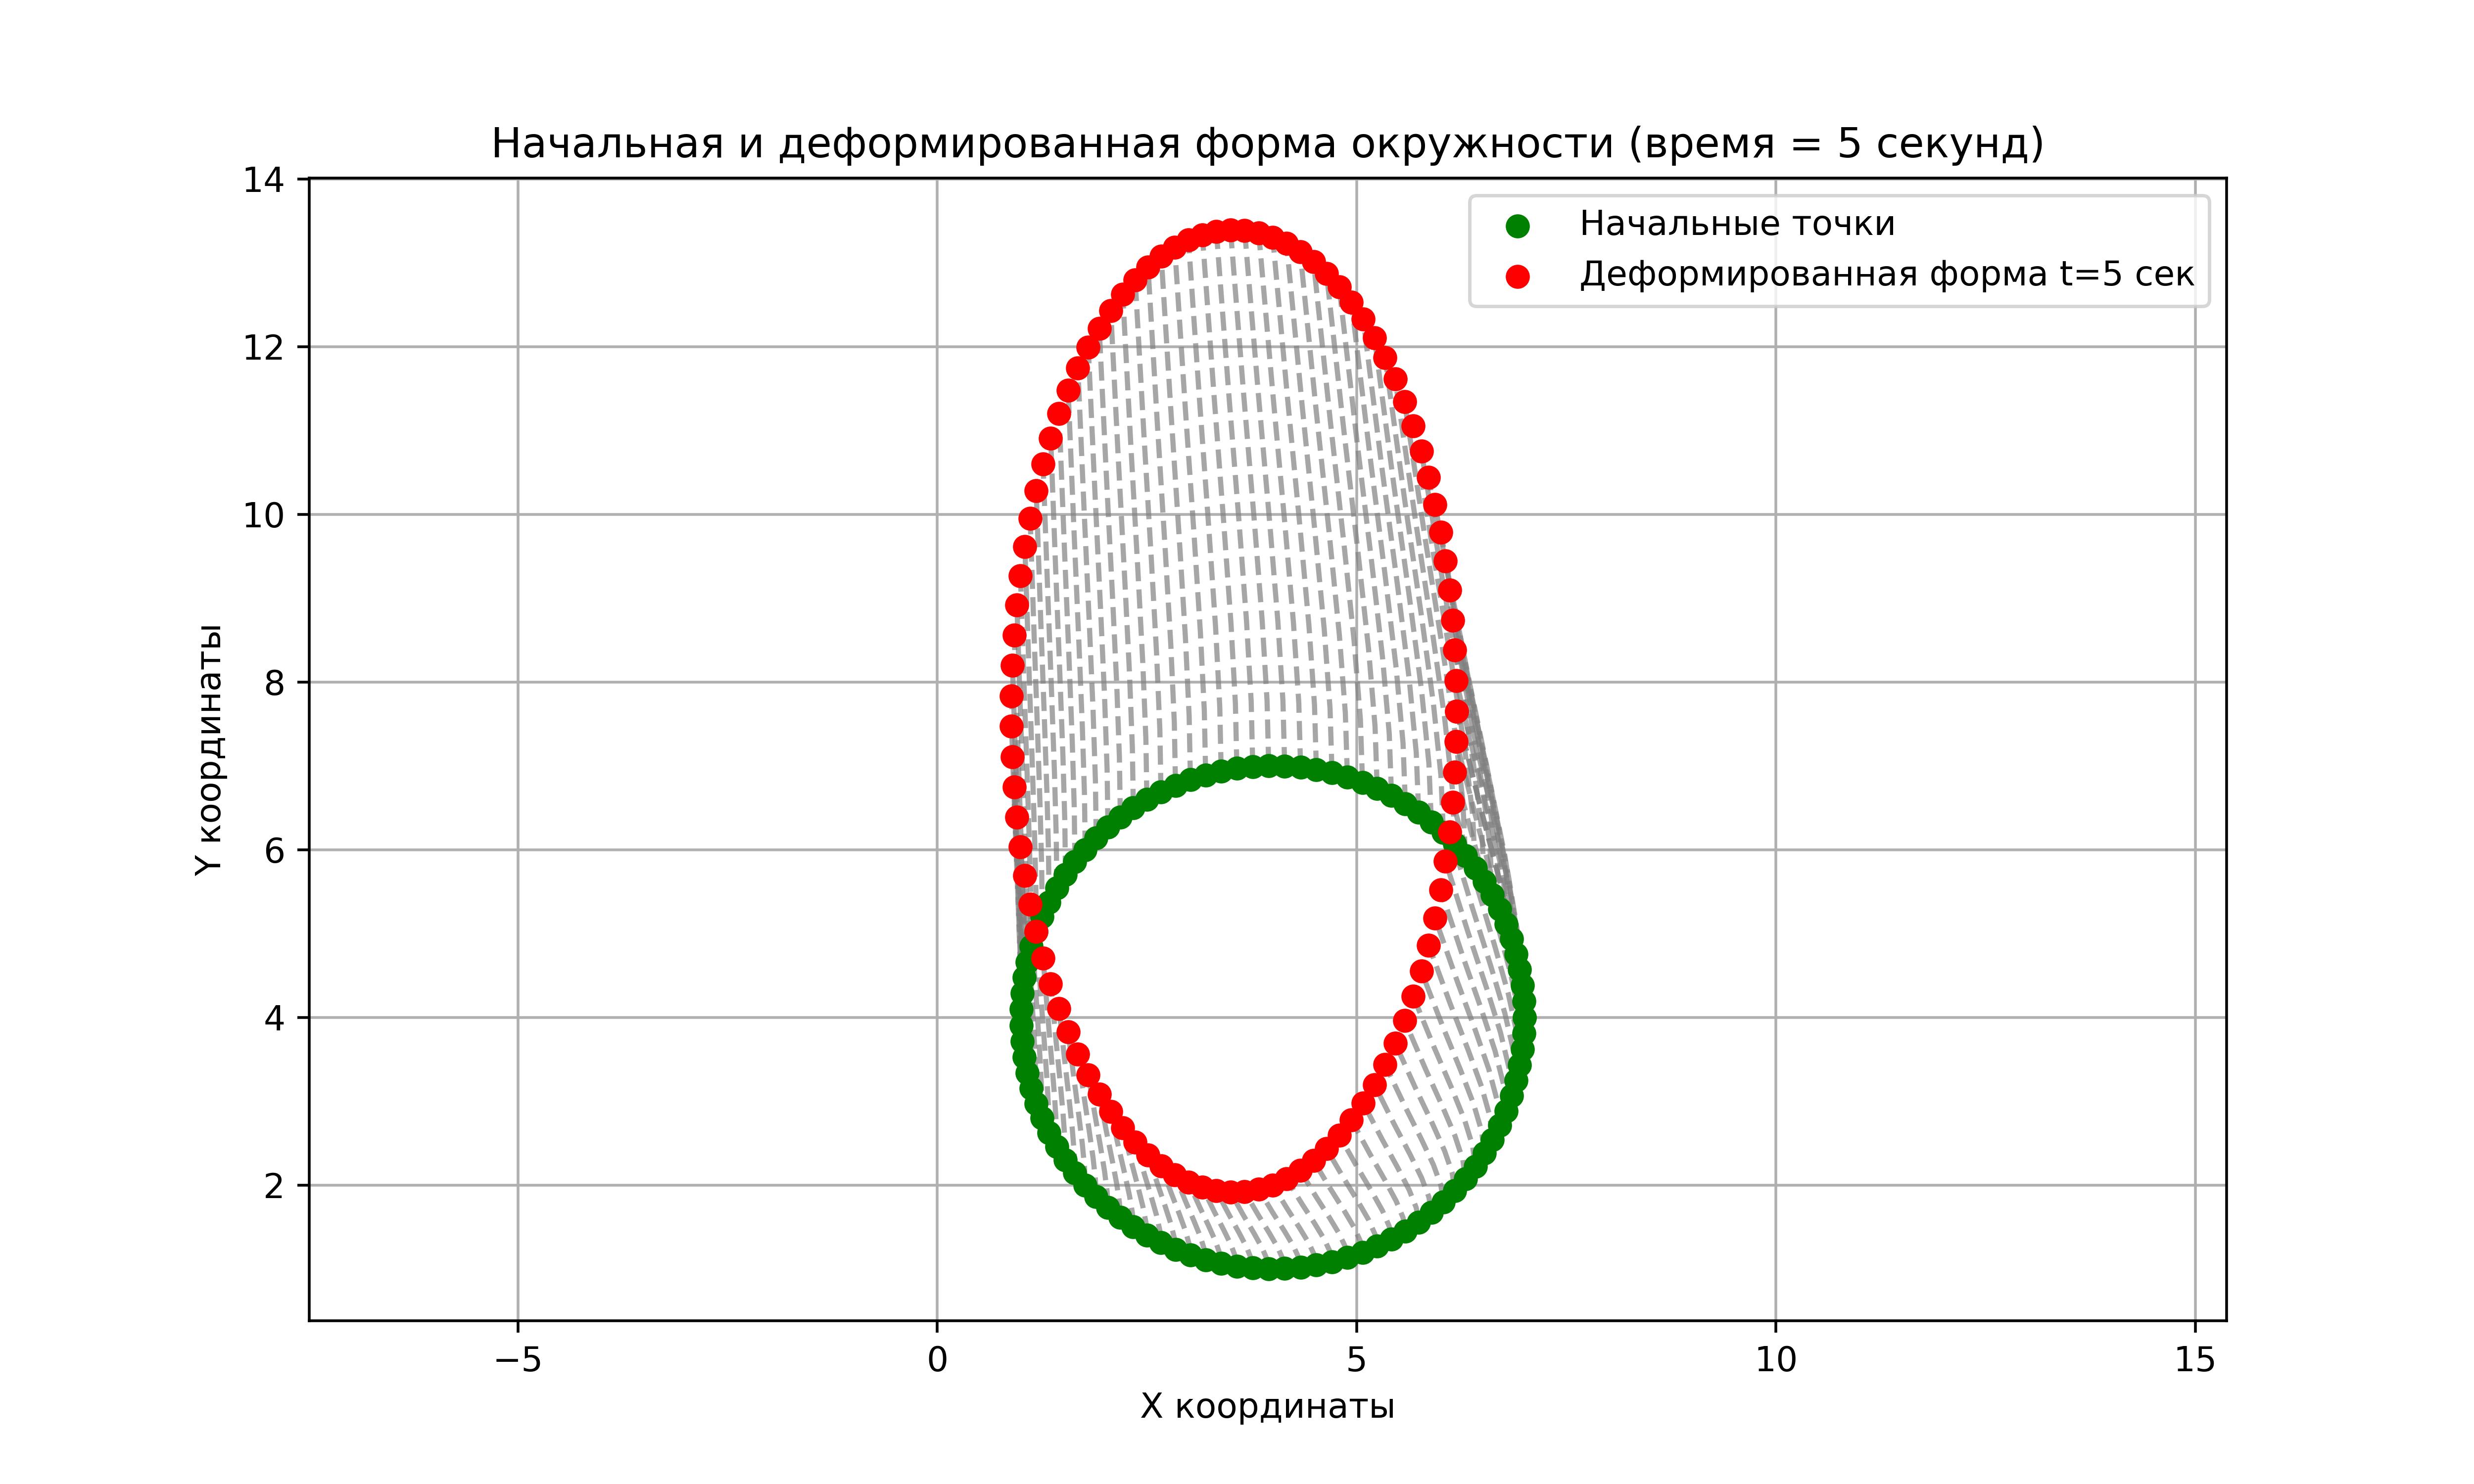 Начальная и деформированная форма окружности (время = 5 секунд)
Начальные точки
Деформированная форма t=5 сек
14
12
10
8
6
4
2
Y координаты
−5
0
5
10
15
X координаты